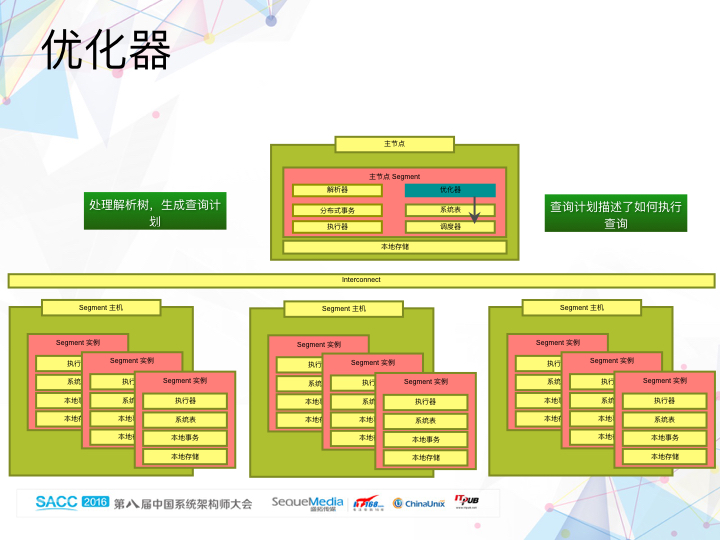 优化器
主节点
主节点 Segment
解析器
优化器
分布式事务
系统表
执行器
调度器
本地存储
处理解析树，生成查询计
划
查询计划描述了如何执行
查询
Interconnect
Segment 主机
Segment 实例
执行
系统
本地
本地
Segment 实例
执行
系统
本地
本地
Segment 实例
执行器
系统表
本地事务
本地存储
Segment 主机
Segment 实例
执行
系统
本地
本地
Segment 实例
执行
系统
本地
本地
Segment 实例
执行器
系统表
本地事务
本地存储
Segment 主机
Segment 实例
执行
系统
本地
本地
Segment 实例
执行
系统
本地
本地
Segment 实例
执行器
系统表
本地事务
本地存储
SACC 2016 第八届中国系统架构师大会
SequeMedia
盛拓传媒
IT168.com
ChinaUnix
ITPUB
www.itpub.net